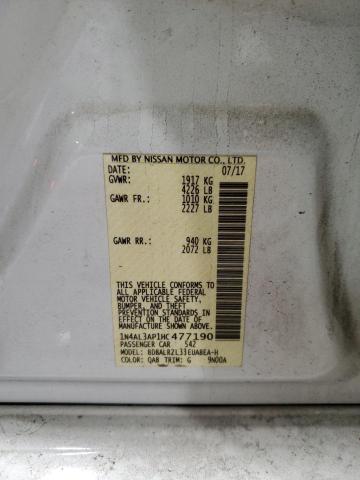 MFD BY NISSAN MOTOR CO., LTD.
DATE: 07/17
GVWR: 1917 KG
4226 LB
GAWR FR.: 1010 KG
2227 LB
GAWR RR.: 940 KG
2072 LB
THIS VEHICLE CONFORMS TO
ALL APPLICABLE FEDERAL
MOTOR VEHICLE SAFETY,
BUMPER, AND THEFT
PREVENTION STANDARDS
IN EFFECT ON THE DATE OF
MANUFACTURE SHOWN ABOVE.
1N4AL3AP1HC477190
PASSENGER CAR 542
MODEL: BDBALRZL33EUA8EA-H
COLOR: QAB TRIM: G 9N00A